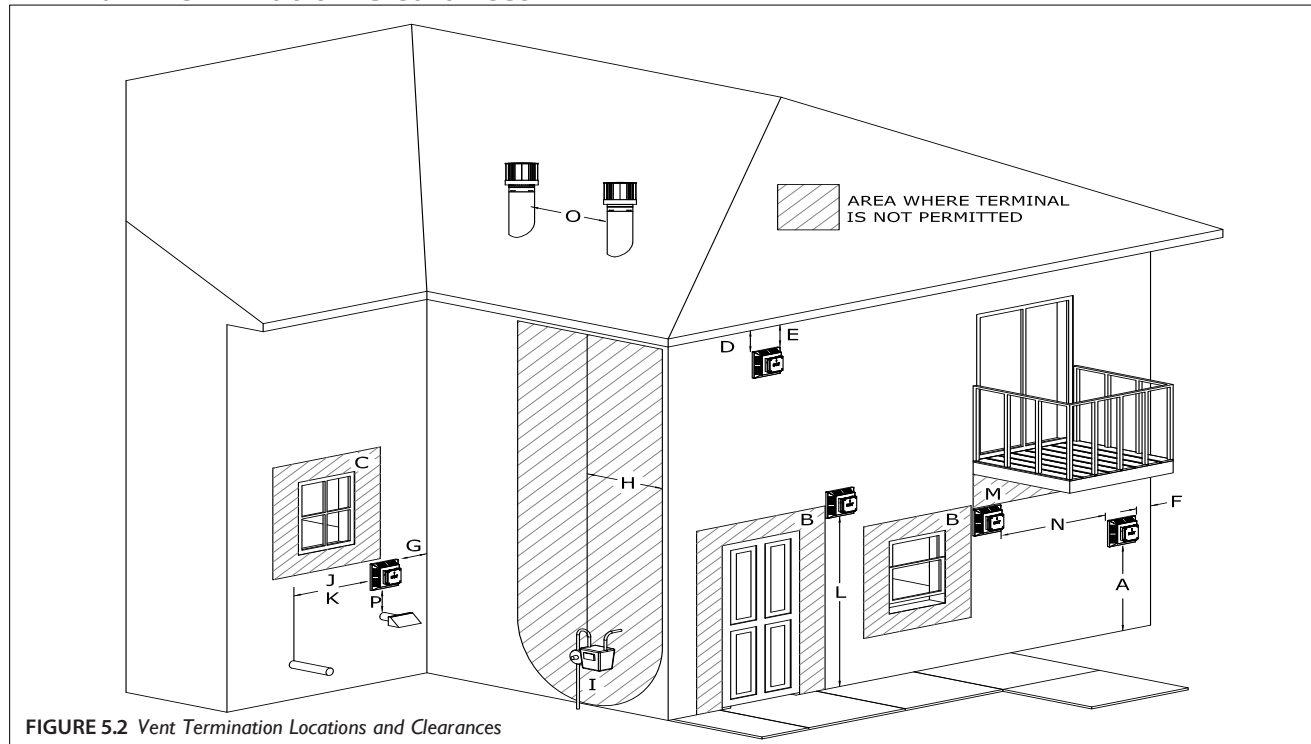 O
AREA WHERE TERMINAL
IS NOT PERMITTED
D
E
C
H
G
J
K
P
B
B
M
N
F
L
A
I
FIGURE 5.2 Vent Termination Locations and Clearances